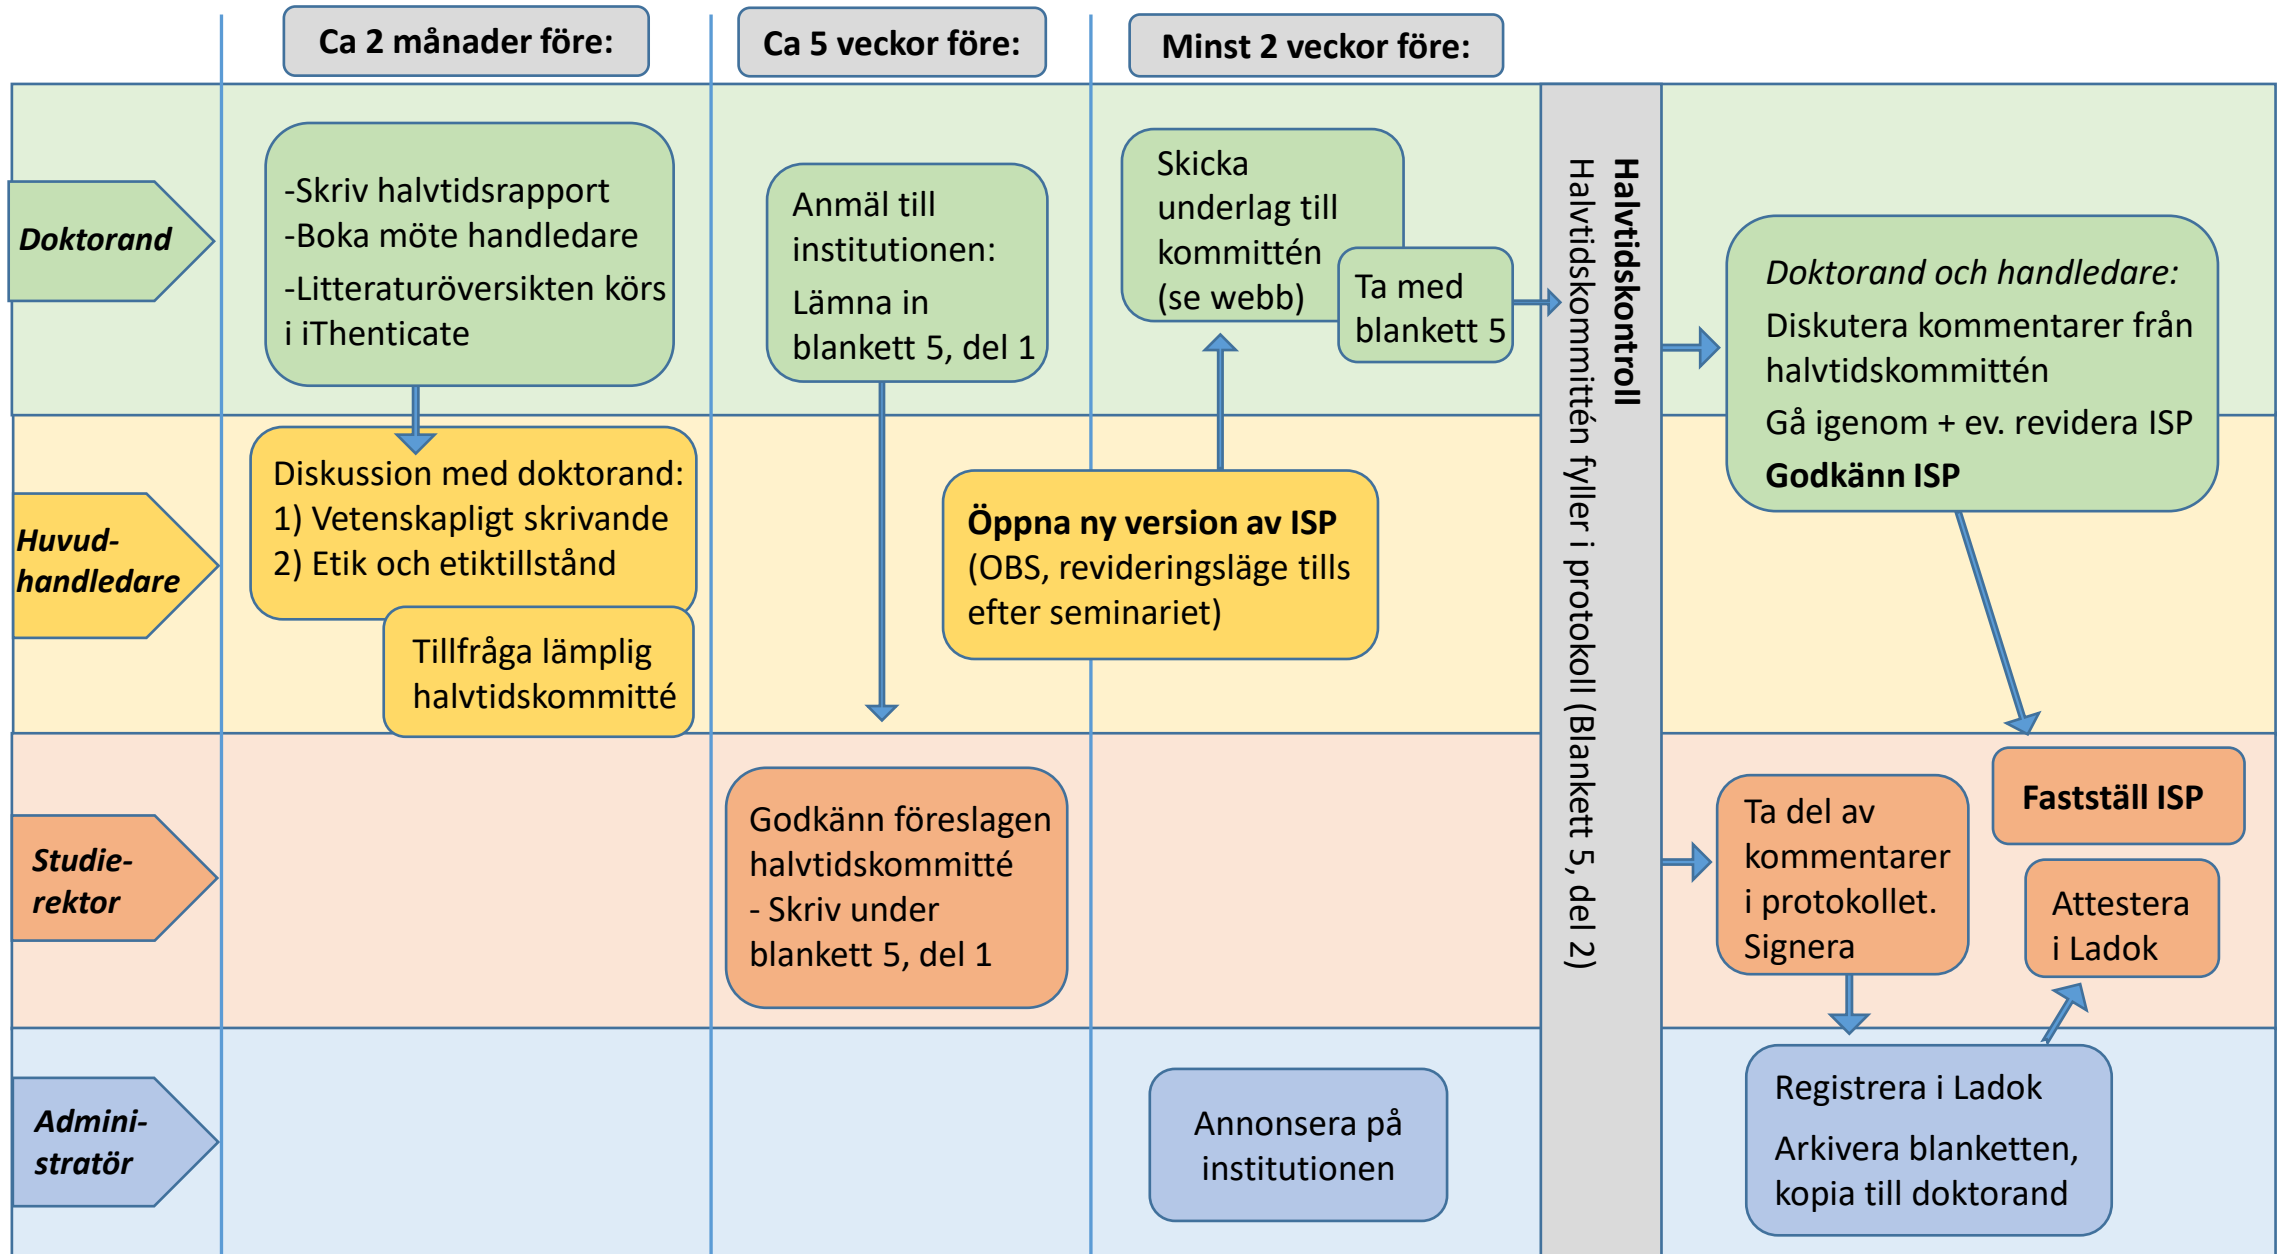 Ca 2 månader före:
Ca 5 veckor före:
Minst 2 veckor före:
Doktorand
-Skriv halvtidsrapport
-Boka möte handledare
-Litteraturöversikten körs
i iThenticate
Anmäl till
institutionen:
Lämna in
blankett 5, del 1
Skicka
underlag till
kommittén
(se webb)
Ta med
blankett 5
Halvtidskontroll
Halvtidskommittén fyller i protokoll (Blankett 5, del 2)
Doktorand och handledare:
Diskutera kommentarer från
halvtidskommittén
Gå igenom + ev. revidera ISP
Godkänn ISP
Huvud-
handledare
Diskussion med doktorand:
1) Vetenskapligt skrivande
2) Etik och etiktillstånd
Tillfråga lämplig
halvtidskommitté
Öppna ny version av ISP
(OBS, revideringsläge tills
efter seminariet)
Studie-
rektor
Godkänn föreslagen
halvtidskommitté
- Skriv under
blankett 5, del 1
Ta del av
kommentarer
i protokollet.
Signera
Fastställ ISP
Attestera
i Ladok
Admini-
stratör
Annonsera på
institutionen
Registrera i Ladok
Arkivera blanketten,
kopia till doktorand